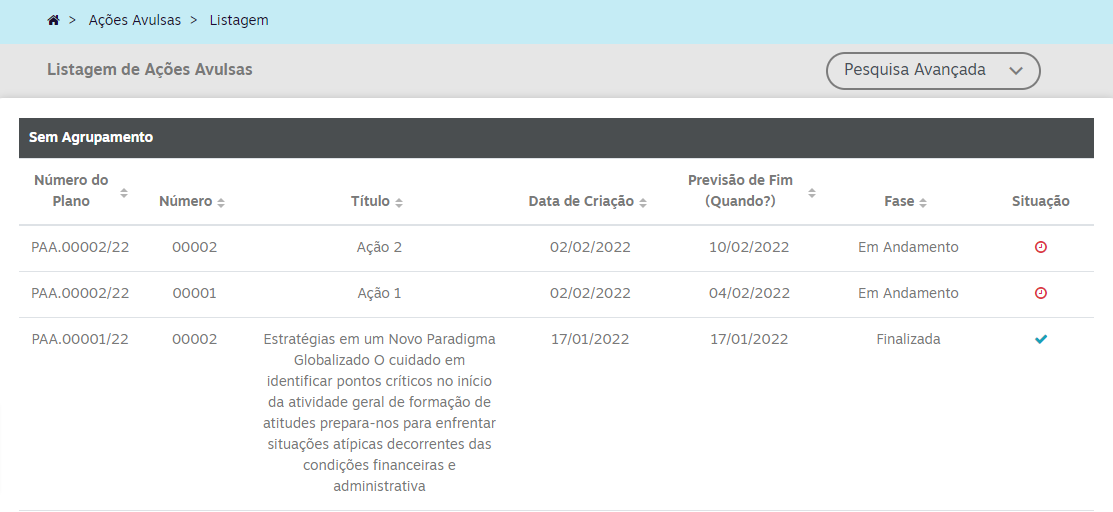 > Ações Avulsas > Listagem
Listagem de Ações Avulsas
Pesquisa Avançada
Sem Agrupamento
Número do
Plano
Número
Título
Data de Criação
Previsão de Fim
(Quando?)
Fase
Situação
PAA.00002/22 00002 Ação 2 02/02/2022 10/02/2022 Em Andamento
PAA.00002/22 00001 Ação 1 02/02/2022 04/02/2022 Em Andamento
PAA.00001/22 00002 Estratégias em um Novo Paradigma 17/01/2022 17/01/2022 Finalizada
Globalizado O cuidado em
identificar pontos críticos no início
da atividade geral de formação de
atitudes prepara-nos para enfrentar
situações atípicas decorrentes das
condições financeiras e
administrativa